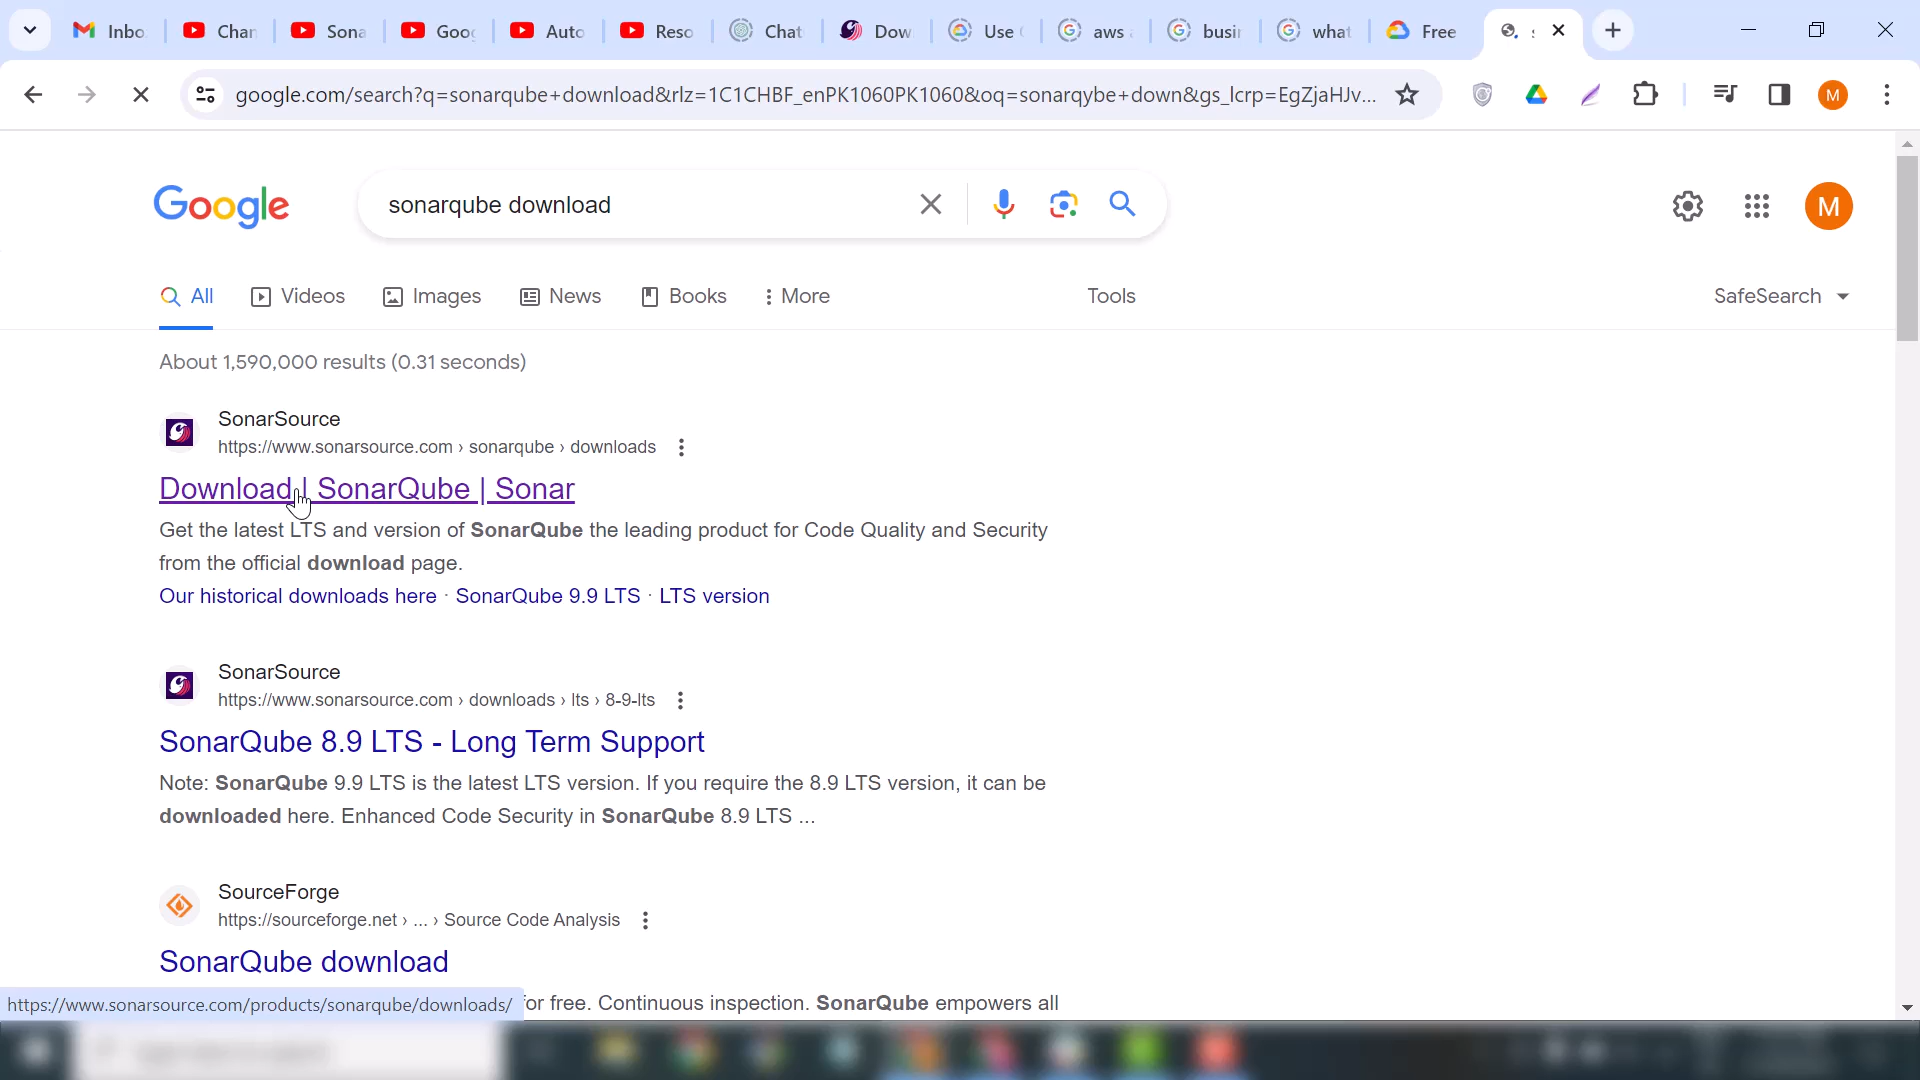 Inbo
Chan
Sona
Goog
Auto
Reso
Chat
Dow
Use
aws
busin
what
Free
google.com/search?q=sonarqube+download&rlz=1C1CHBF_enPK1060PK1060&oq=sonarqybe+down&gs_lcrp=EgZjaHJv...
M
Google
sonarqube download
M
All
Videos
Images
News
Books
More
Tools
SafeSearch
About 1,590,000 results (0.31 seconds)
SonarSource
https://www.sonarsource.com › sonarqube › downloads
Download | SonarQube | Sonar
Get the latest LTS and version of SonarQube the leading product for Code Quality and Security
from the official download page.
Our historical downloads here · SonarQube 9.9 LTS · LTS version
SonarSource
https://www.sonarsource.com › downloads › lts › 8-9-lts
SonarQube 8.9 LTS - Long Term Support
Note: SonarQube 9.9 LTS is the latest LTS version. If you require the 8.9 LTS version, it can be
downloaded here. Enhanced Code Security in SonarQube 8.9 LTS ...
SourceForge
https://sourceforge.net › ... › Source Code Analysis
SonarQube download
for free. Continuous inspection. SonarQube empowers all
https://www.sonarsource.com/products/sonarqube/downloads/